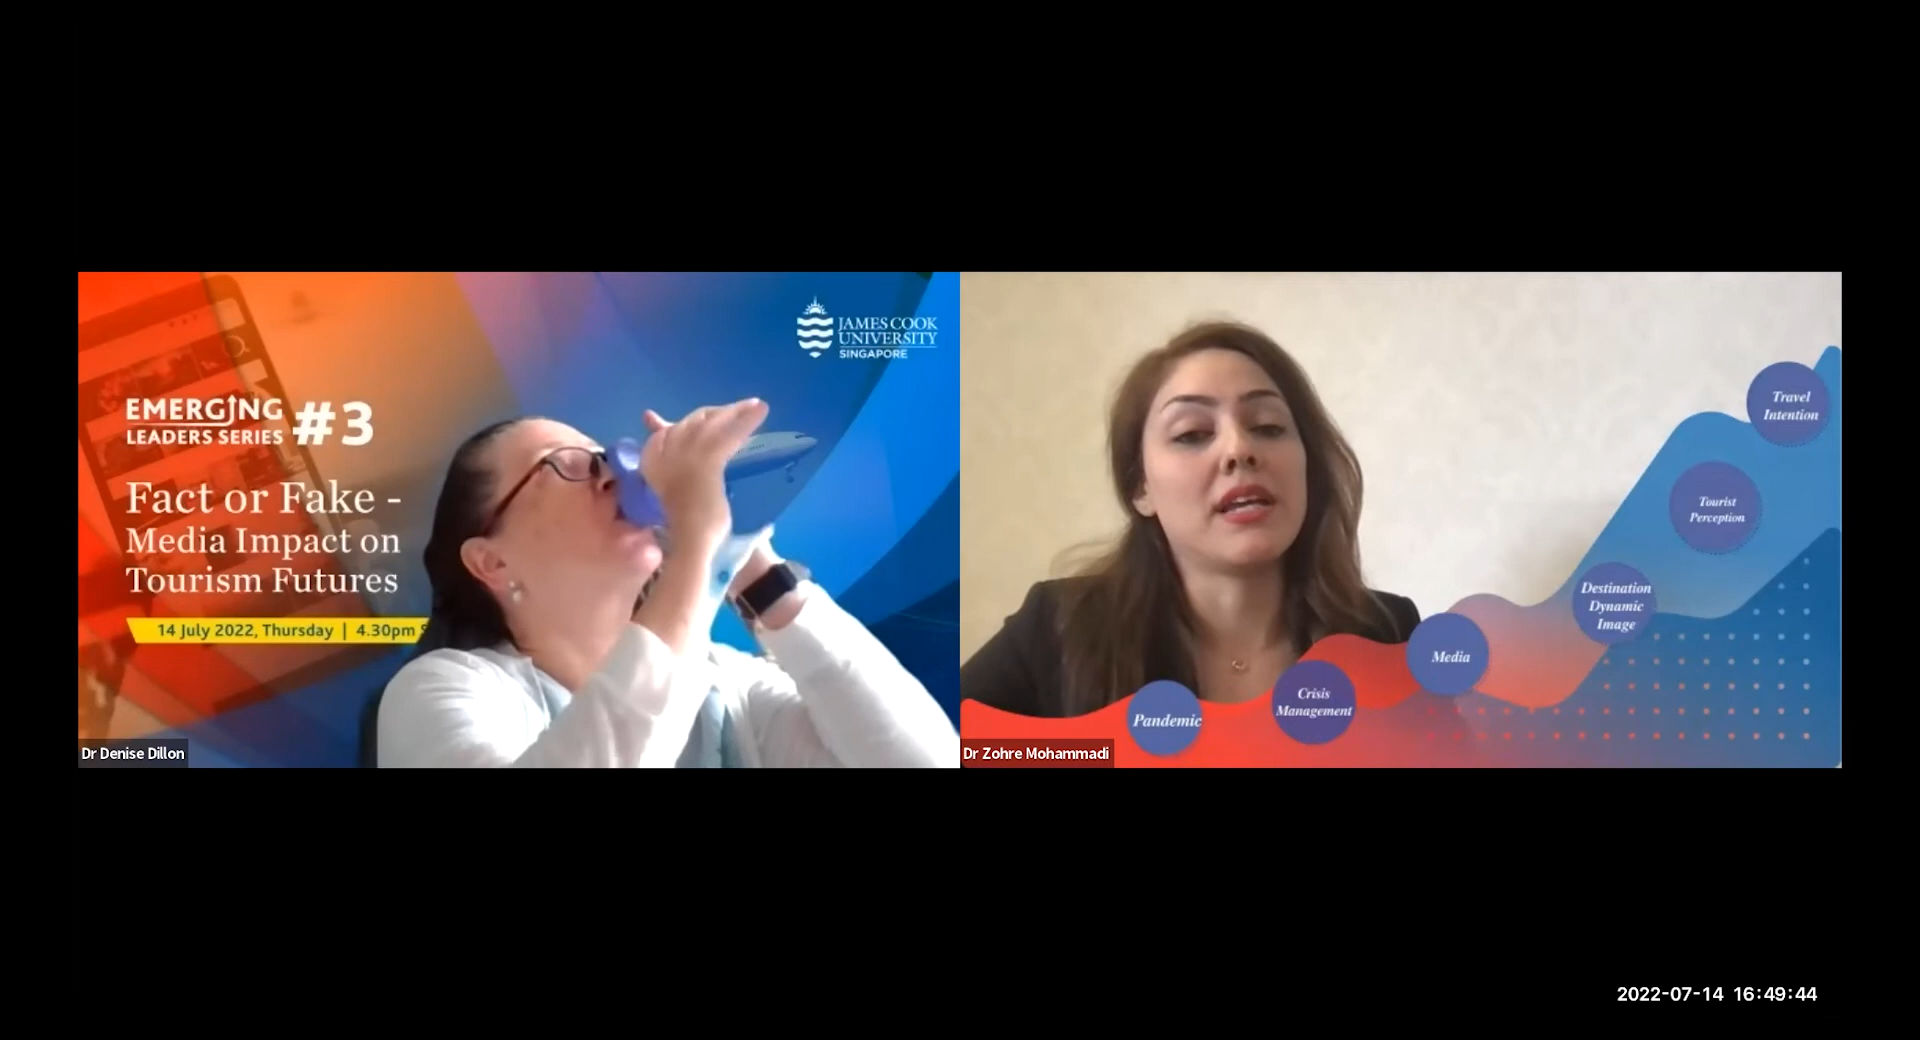 JAMES COOK
UNIVERSITY
SINGAPORE
EMERGING
LEADERS SERIES
#3
Fact or Fake -
Media Impact on
Tourism Futures
14 July 2022, Thursday | 4.30pm
Dr Denise Dillon
Travel
Intention
Tourist
Perception
Destination
Dynamic
Image
Media
Crisis
Management
Pandemic
Dr Zohre Mohammadi
2022-07-14 16:49:44